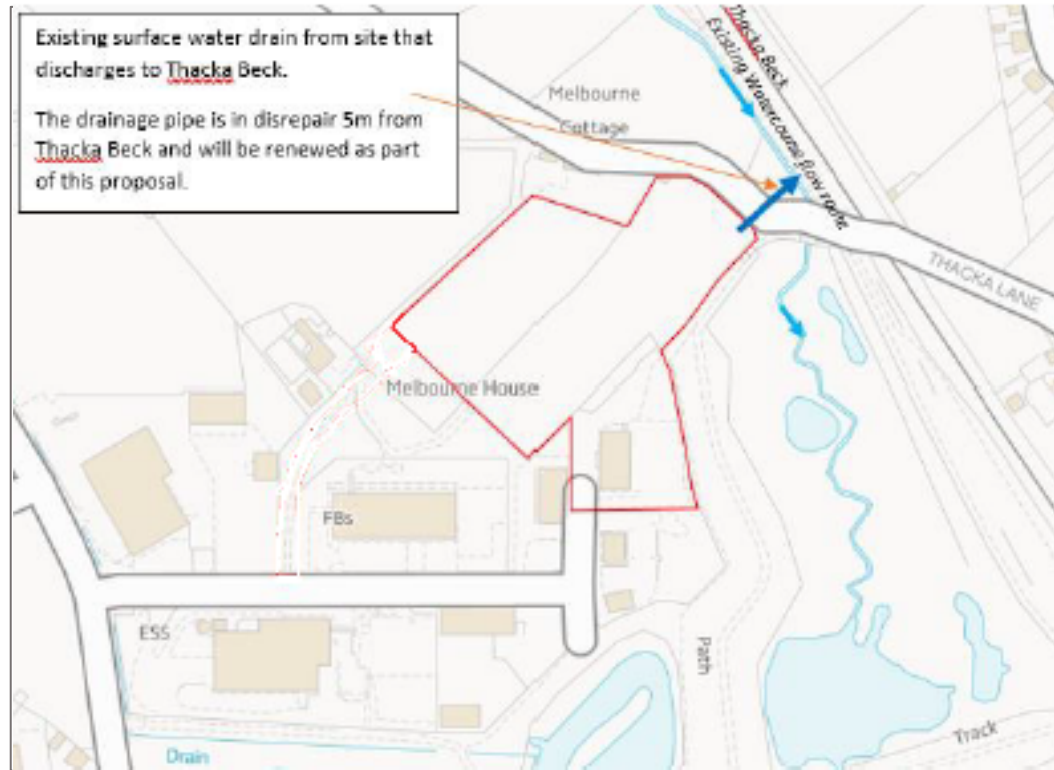 Existing surface water drain from site that
discharges to Thacka Beck.
The drainage pipe is in disrepair 5m from
Thacka Beck and will be renewed as part
of this proposal.
Thacka Beck
Existing Watercourse flow route
Melbourne
Cottage
THACKA LANE
Melbourne House
FBs
ESS
Path
Track
Drain